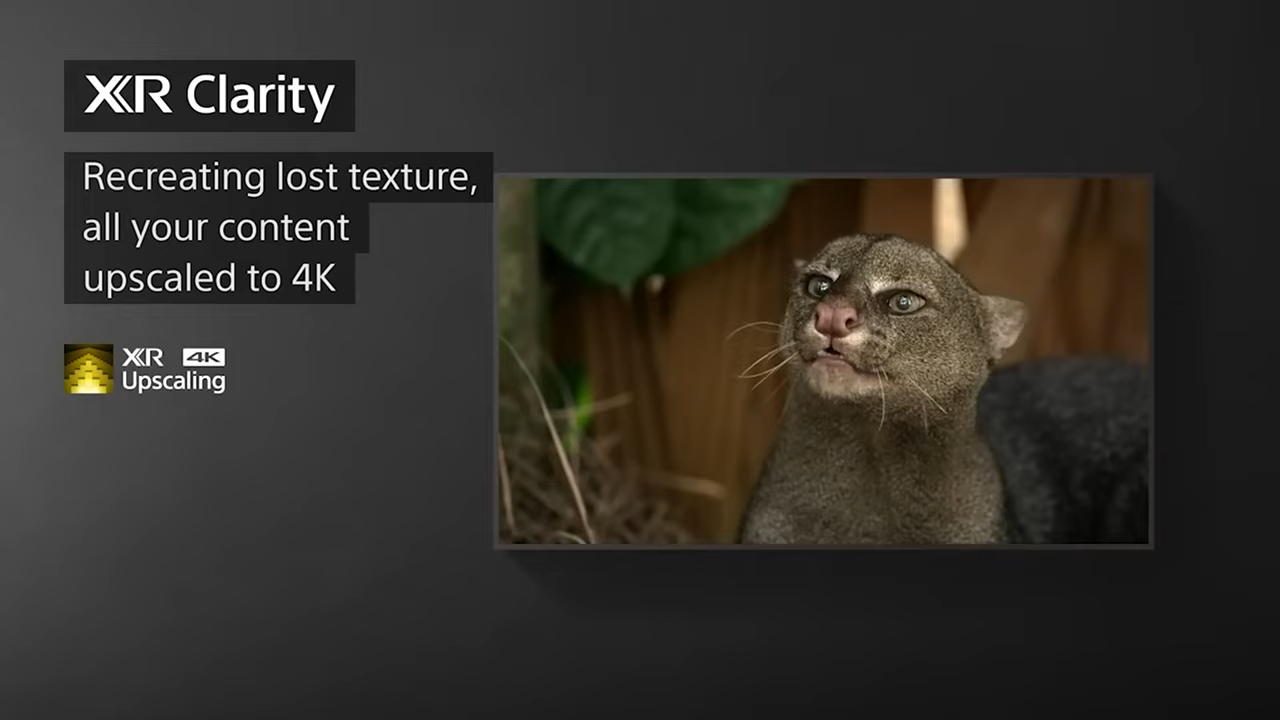 XR Clarity
Recreating lost texture,
all your content
upscaled to 4K
XR 4K
Upscaling